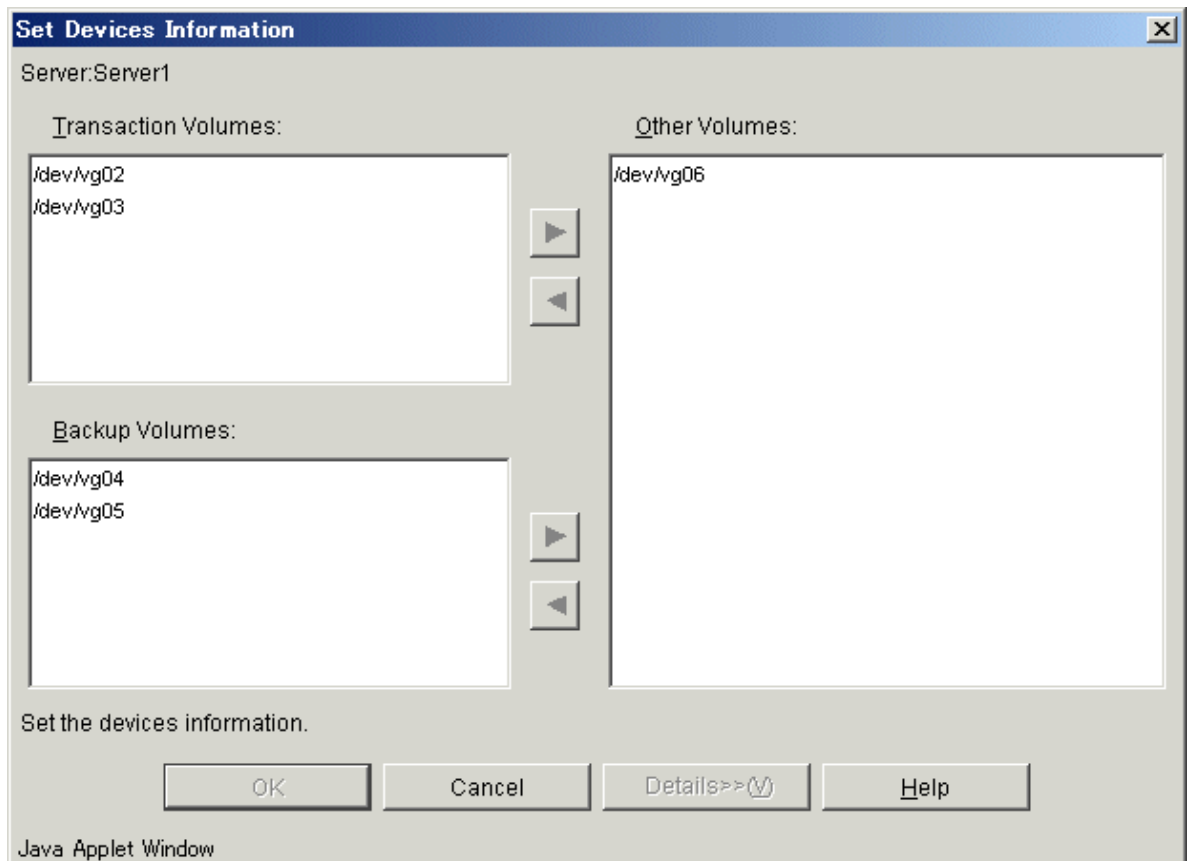 Set Devices Information
Server:Server1
Transaction Volumes:
/dev/vg02
/dev/vg03
Other Volumes:
/dev/vg06
Backup Volumes:
/dev/vg04
/dev/vg05
Set the devices information.
OK
Cancel
Details>>(V)
Help
Java Applet Window